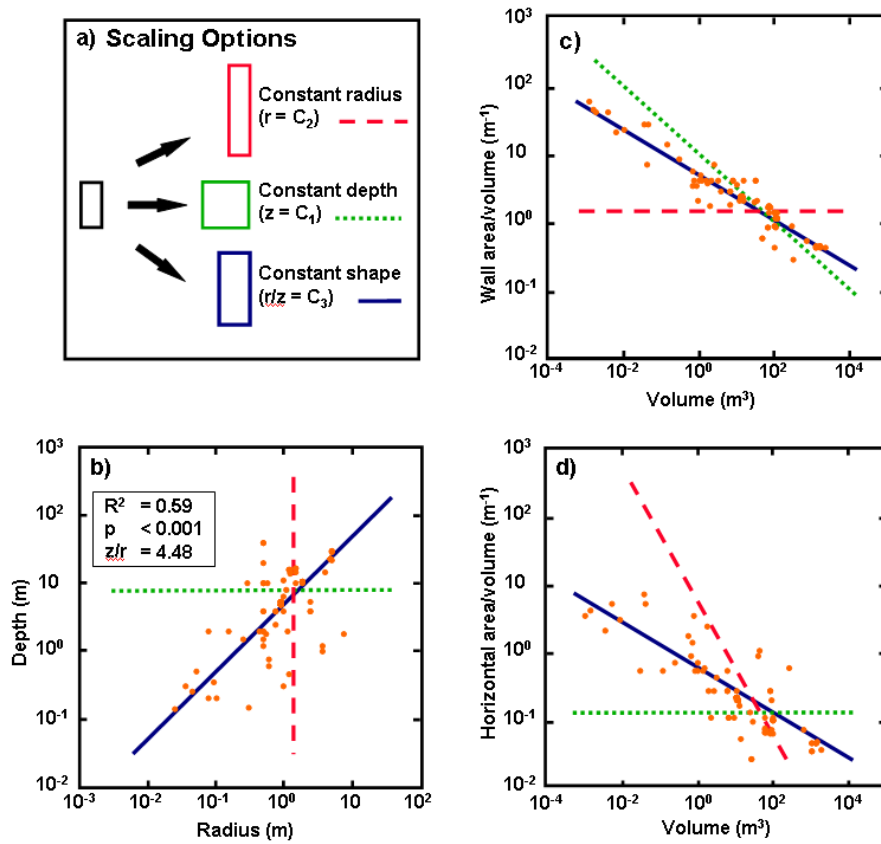 a) Scaling Options
Constant radius
(r = C₂)
Constant depth
(z = C₁)
Constant shape
(r/z = C₃)
c)
10³
10²
10
10⁰
10⁻¹
10⁻²
Wall area/volume (m⁻¹)
10⁻⁴
10⁻²
10⁰
10²
10⁴
Volume (m³)
b)
R² = 0.59
p < 0.001
z/r = 4.48
10³
10²
10
10⁰
10⁻¹
10⁻²
Depth (m)
10⁻³
10⁻²
10⁻¹
10⁰
10
10²
Radius (m)
d)
10³
10²
10
10⁰
10⁻¹
10⁻²
Horizontal area/volume (m⁻¹)
10⁻⁴
10⁻²
10⁰
10²
10⁴
Volume (m³)